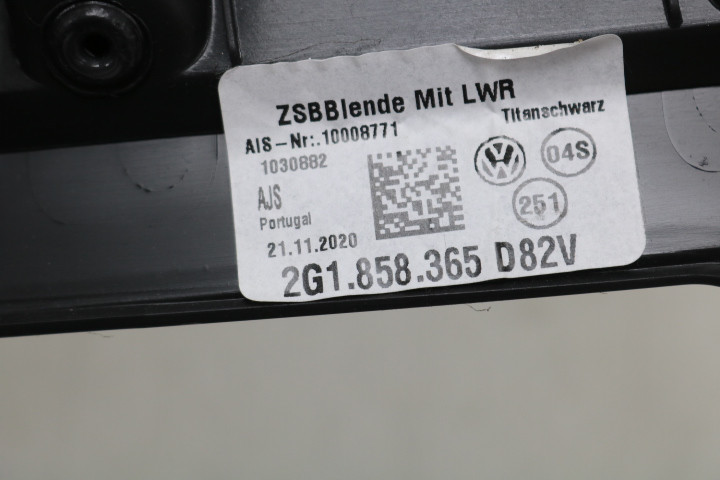 ZSBBlende Mit LWR
Titanschwarz
AIS-Nr:.10008771
1030882
AJS
Portugal
21.11.2020
04S
251
2G1.858.365 D82V